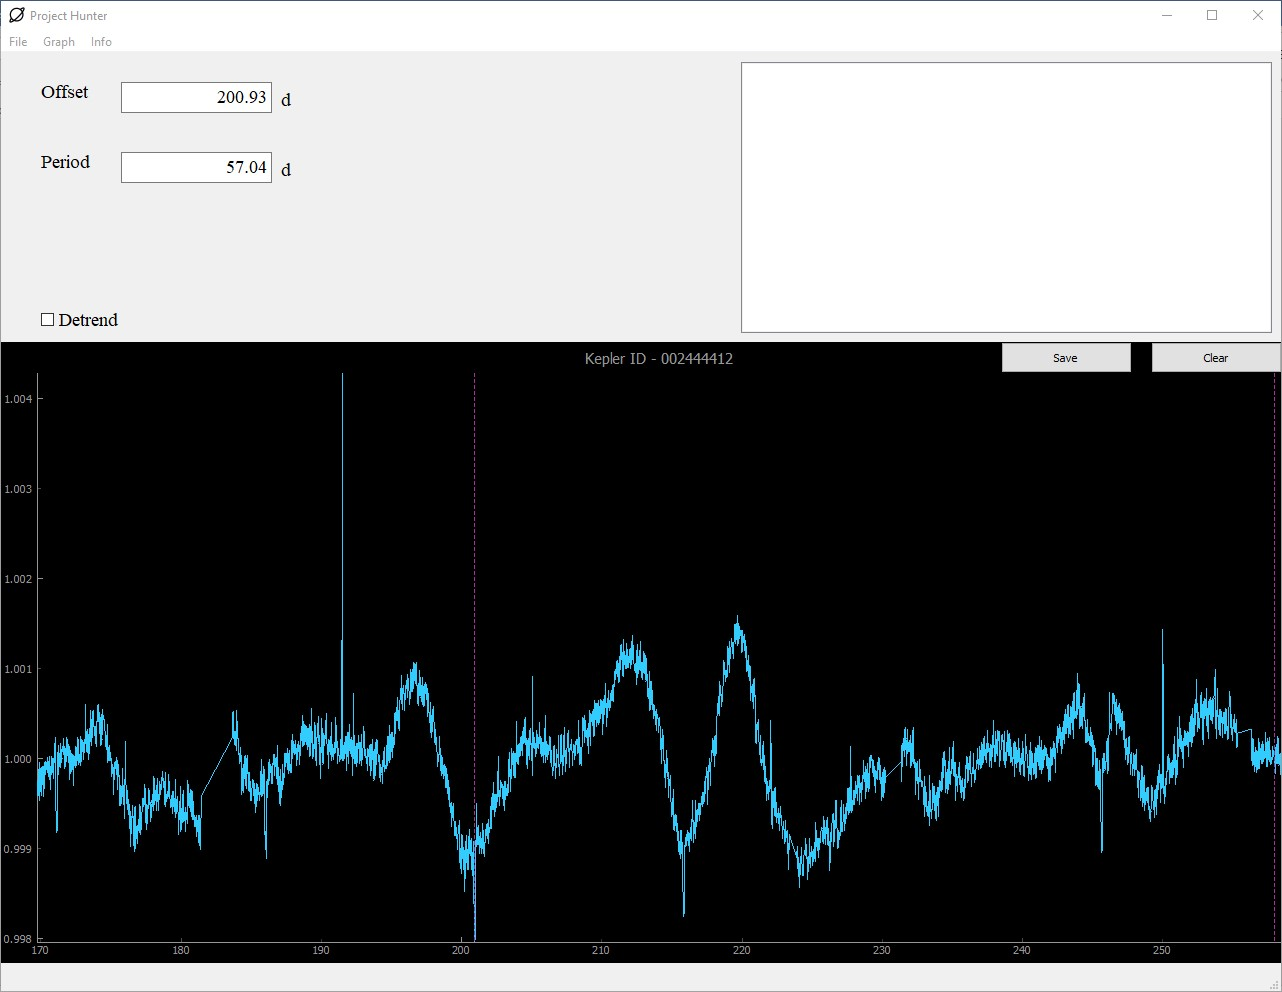 Project Hunter
File Graph Info
Offset 200.93 d
Period 57.04 d
Detrend
Kepler ID - 002444412
Save
Clear
1.004
1.003
1.002
1.001
1.000
0.999
0.998
170 180 190 200 210 220 230 240 250